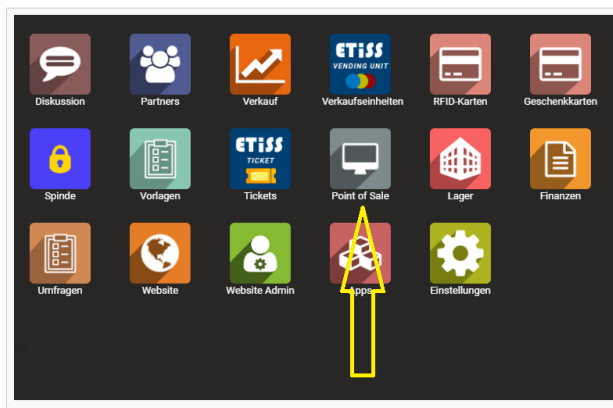 ETiSS
VENDING UNIT
Diskussion Partners Verkauf Verkaufseinheiten RFID-Karten Geschenkkarten
ETiSS
TICKET
Spinde Vorlagen Tickets Point of Sale Lager Finanzen
Umfragen Website Website Admin Apps Einstellungen